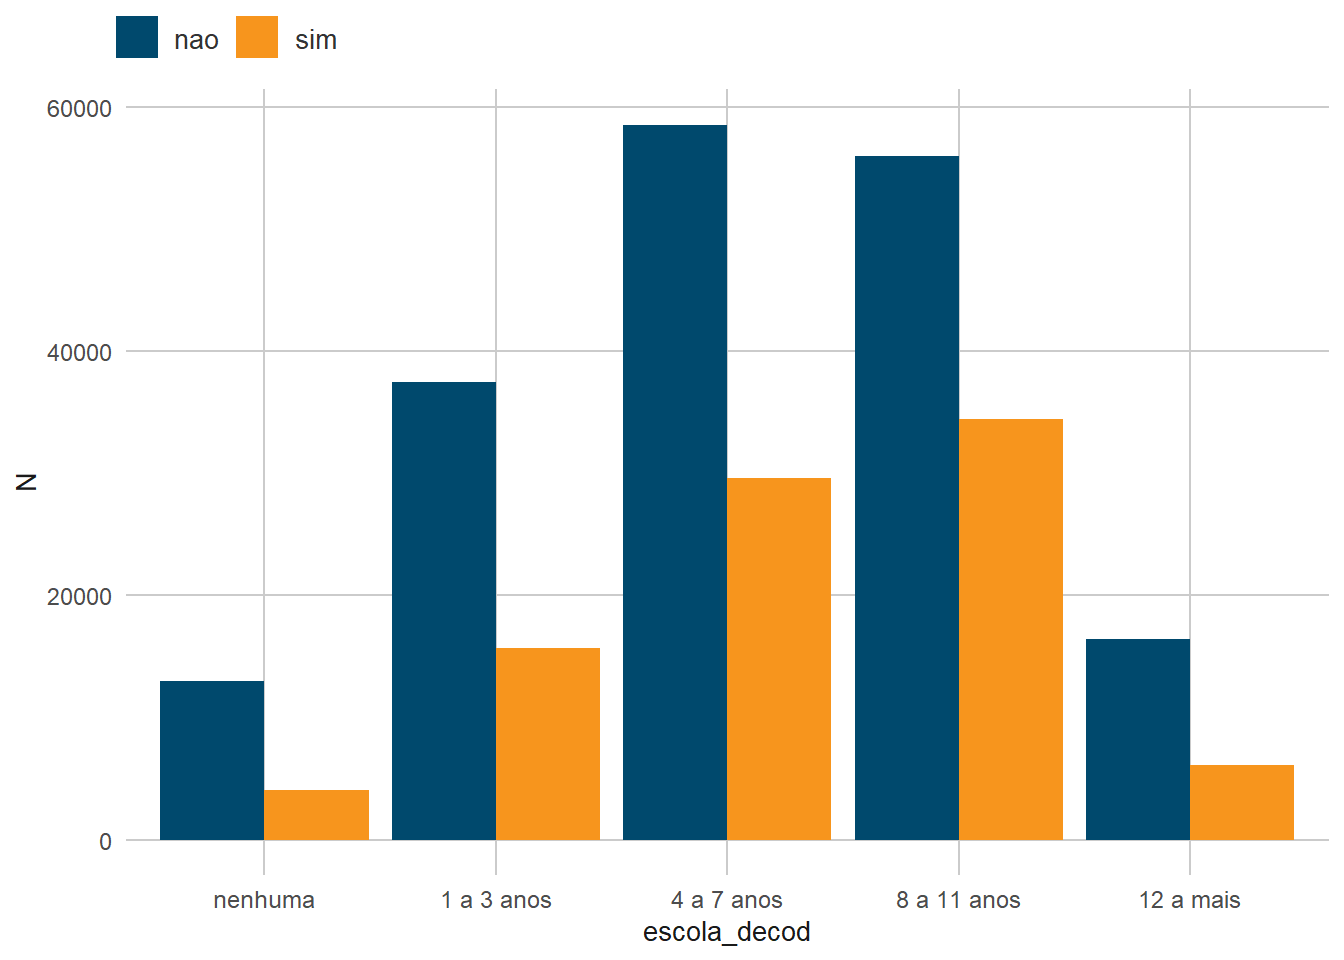 nao sim
60000
40000
20000
0
N
nenhuma 1 a 3 anos 4 a 7 anos 8 a 11 anos 12 a mais
escola_decod